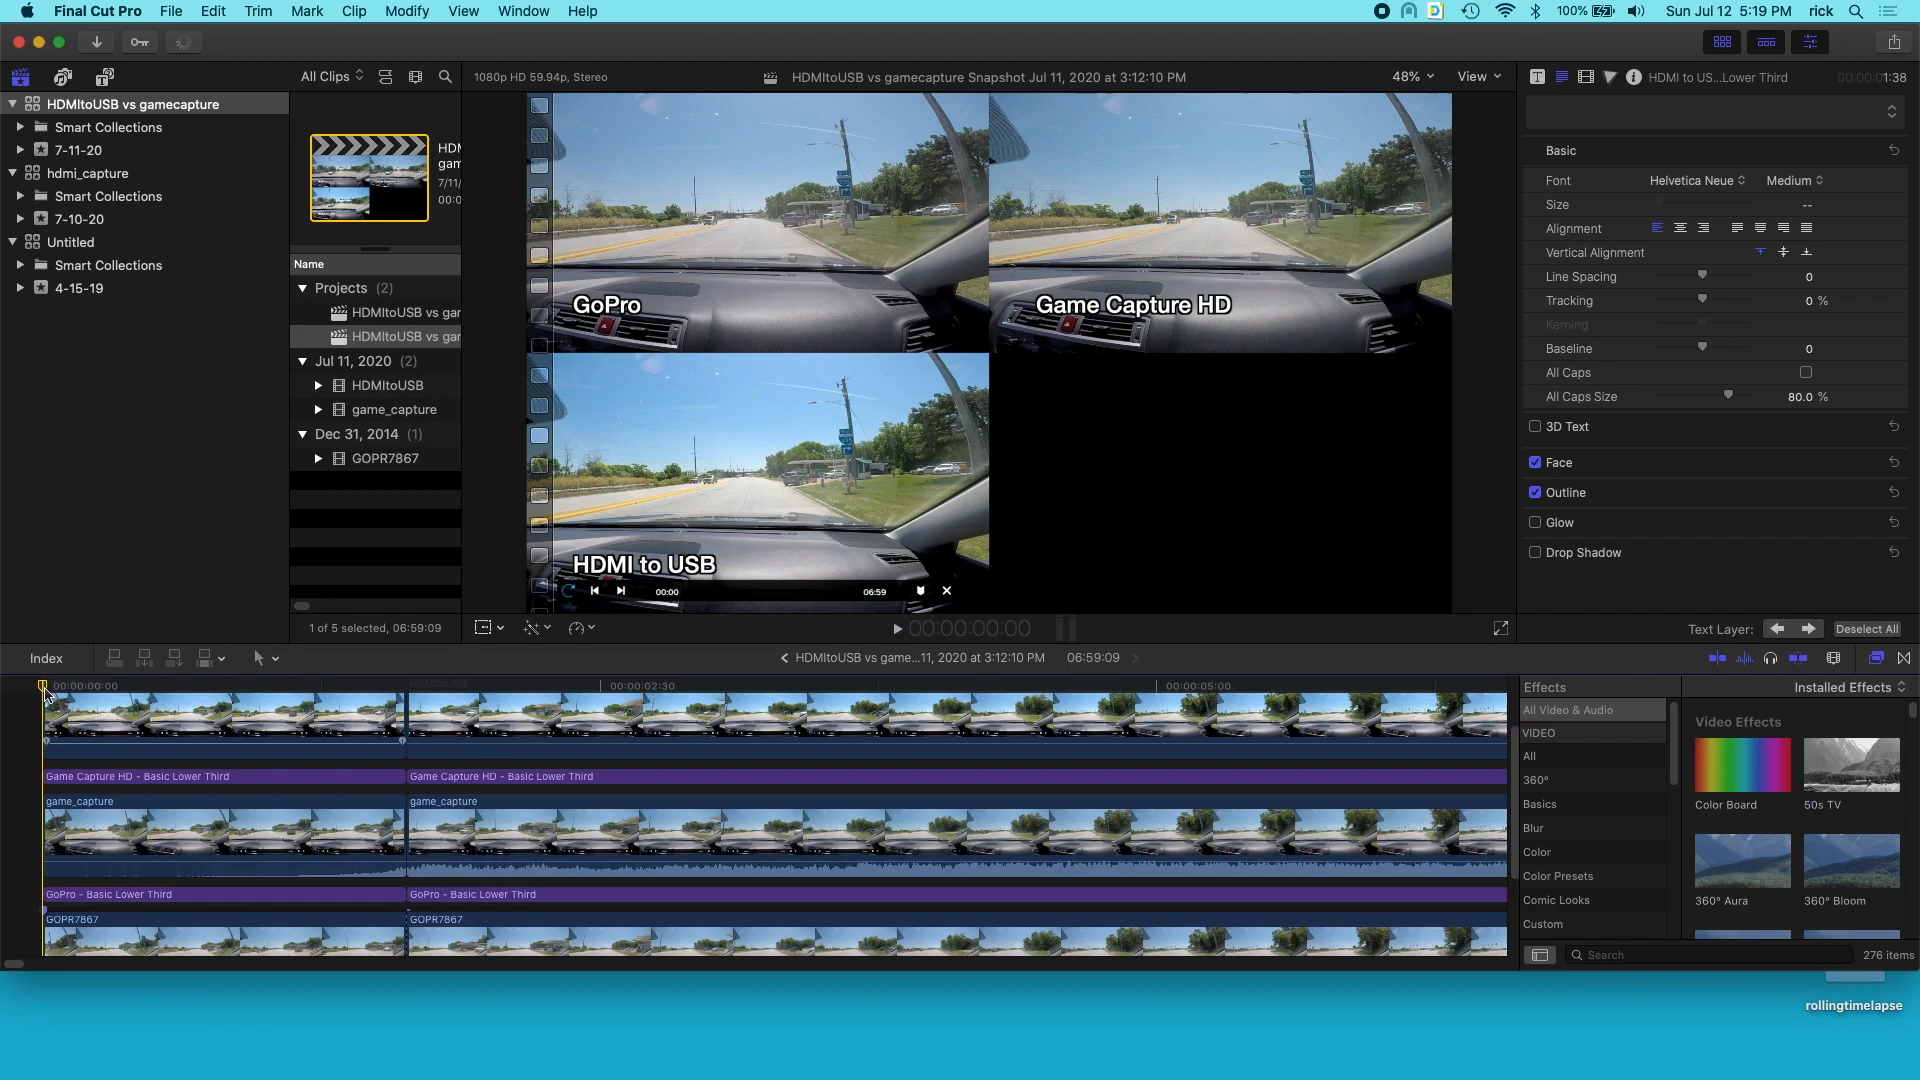 Final Cut Pro File Edit Trim Mark Clip Modify View Window Help
100% Sun Jul 12 5:19 PM rick
All Clips
1080p HD 59.94p, Stereo
HDMItoUSB vs gamecapture Snapshot Jul 11, 2020 at 3:12:10 PM
48% View
HDMI to US...Lower Third
00:00:01:38
HDMItoUSB vs gamecapture
Smart Collections
7-11-20
hdmi_capture
Smart Collections
7-10-20
Untitled
Smart Collections
4-15-19
HDM
gam
7/11/
00:0
Name
Projects (2)
HDMItoUSB vs gar
HDMItoUSB vs gar
Jul 11, 2020 (2)
HDMItoUSB
game_capture
Dec 31, 2014 (1)
GOPR7867
1 of 5 selected, 06:59:09
GoPro
Game Capture HD
HDMI to USB
00:00
06:59
00:00:00:00
Basic
Font Helvetica Neue Medium
Size --
Alignment
Vertical Alignment
Line Spacing 0
Tracking 0 %
Kerning
Baseline 0
All Caps
All Caps Size 80.0 %
3D Text
Face
Outline
Glow
Drop Shadow
Text Layer: Deselect All
Index
HDMItoUSB vs game...11, 2020 at 3:12:10 PM 06:59:09
00:00:00:00
HDMItoUSB
00:00:02:30
00:00:05:00
Game Capture HD - Basic Lower Third
Game Capture HD - Basic Lower Third
game_capture
game_capture
GoPro - Basic Lower Third
GoPro - Basic Lower Third
GOPR7867
GOPR7867
Effects
Installed Effects
All Video & Audio
VIDEO
All
360°
Basics
Blur
Color
Color Presets
Comic Looks
Custom
Video Effects
Color Board
50s TV
360° Aura
360° Bloom
Search
276 items
rollingtimelapse